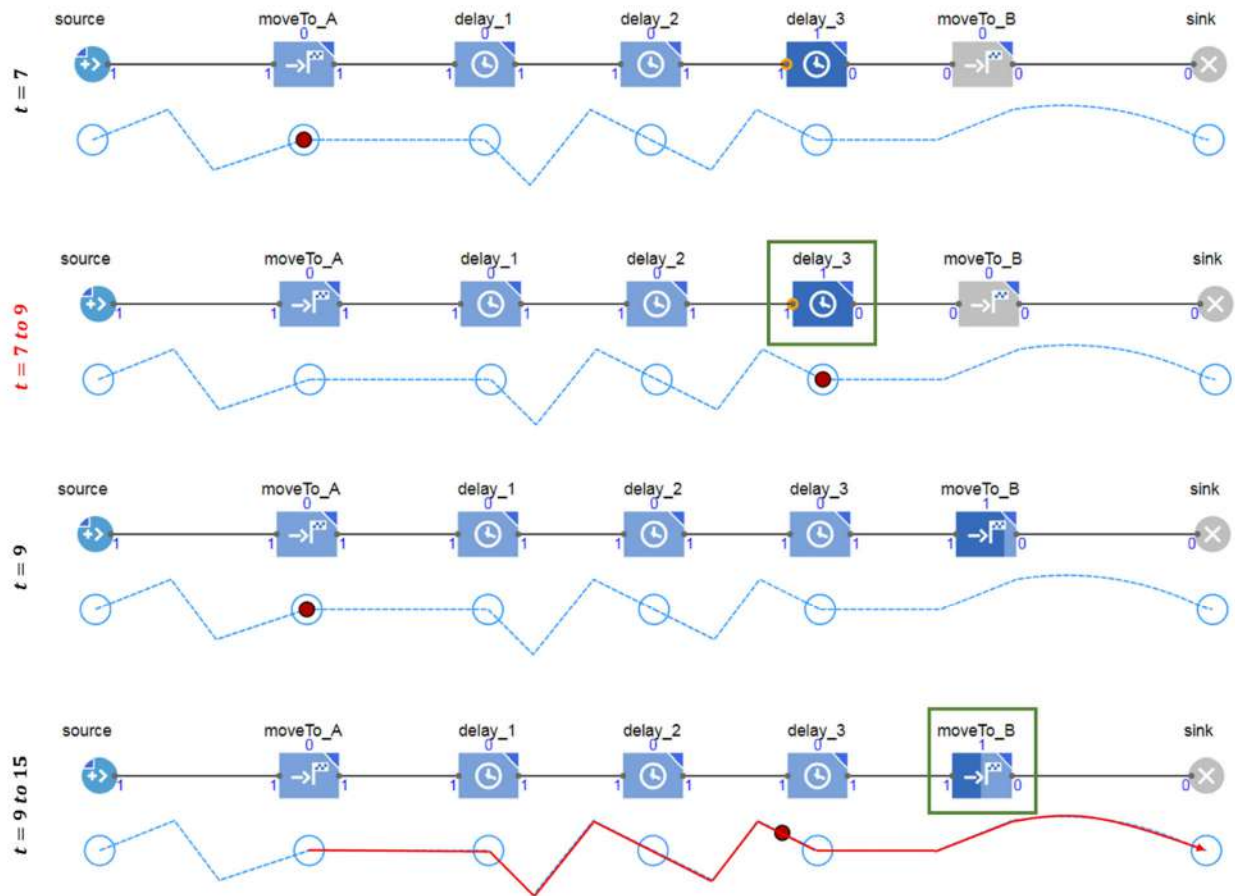 source moveTo_A delay_1 delay_2 delay_3 moveTo_B sink
0 0 0 1 0
t = 7
1 1 1 1 1 1 1 1 0 0 0 0
source moveTo_A delay_1 delay_2 delay_3 moveTo_B sink
0 0 0 1 0
t = 7 to 9
1 1 1 1 1 1 1 1 0 0 0 0
source moveTo_A delay_1 delay_2 delay_3 moveTo_B sink
0 0 0 0 1
t = 9
1 1 1 1 1 1 1 1 1 1 0 0
source moveTo_A delay_1 delay_2 delay_3 moveTo_B sink
0 0 0 0 1
t = 9 to 15
1 1 1 1 1 1 1 1 1 1 0 0